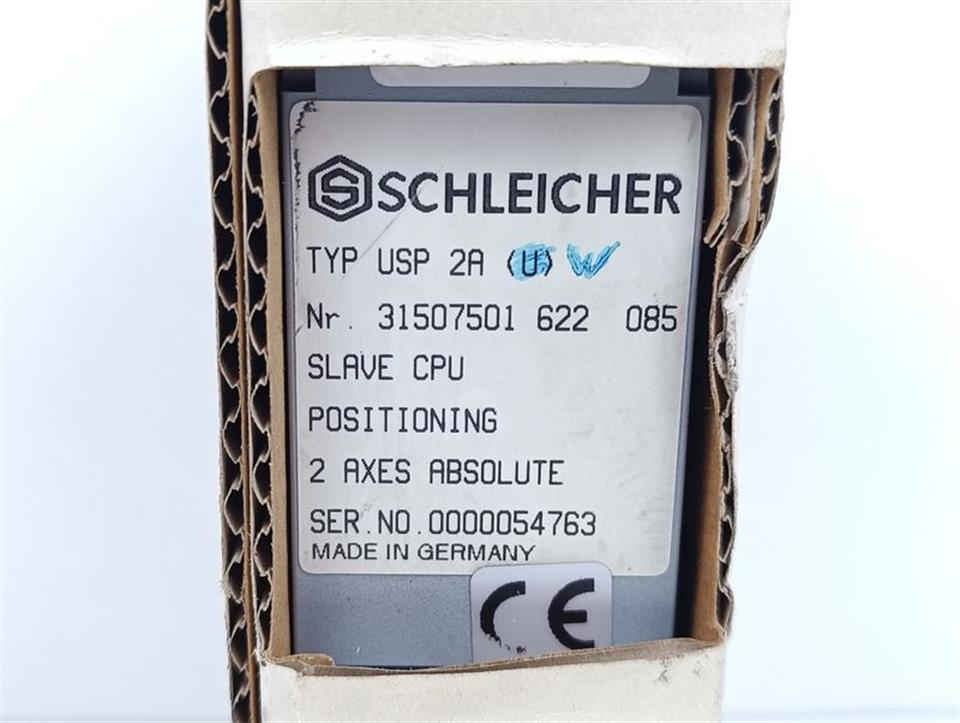 S SCHLEICHER
TYP USP 2A (U) W
Nr. 31507501 622 085
SLAVE CPU
POSITIONING
2 AXES ABSOLUTE
SER.NO.0000054763
MADE IN GERMANY
CE